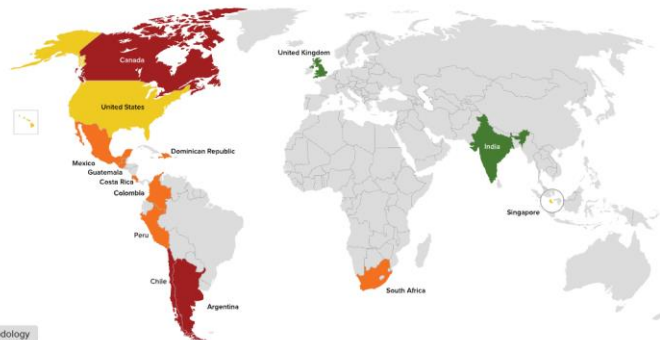 Canada
United Kingdom
United States
India
Dominican Republic
Mexico
Guatemala
Costa Rica
Colombia
Singapore
Peru
Chile
South Africa
Argentina
dology